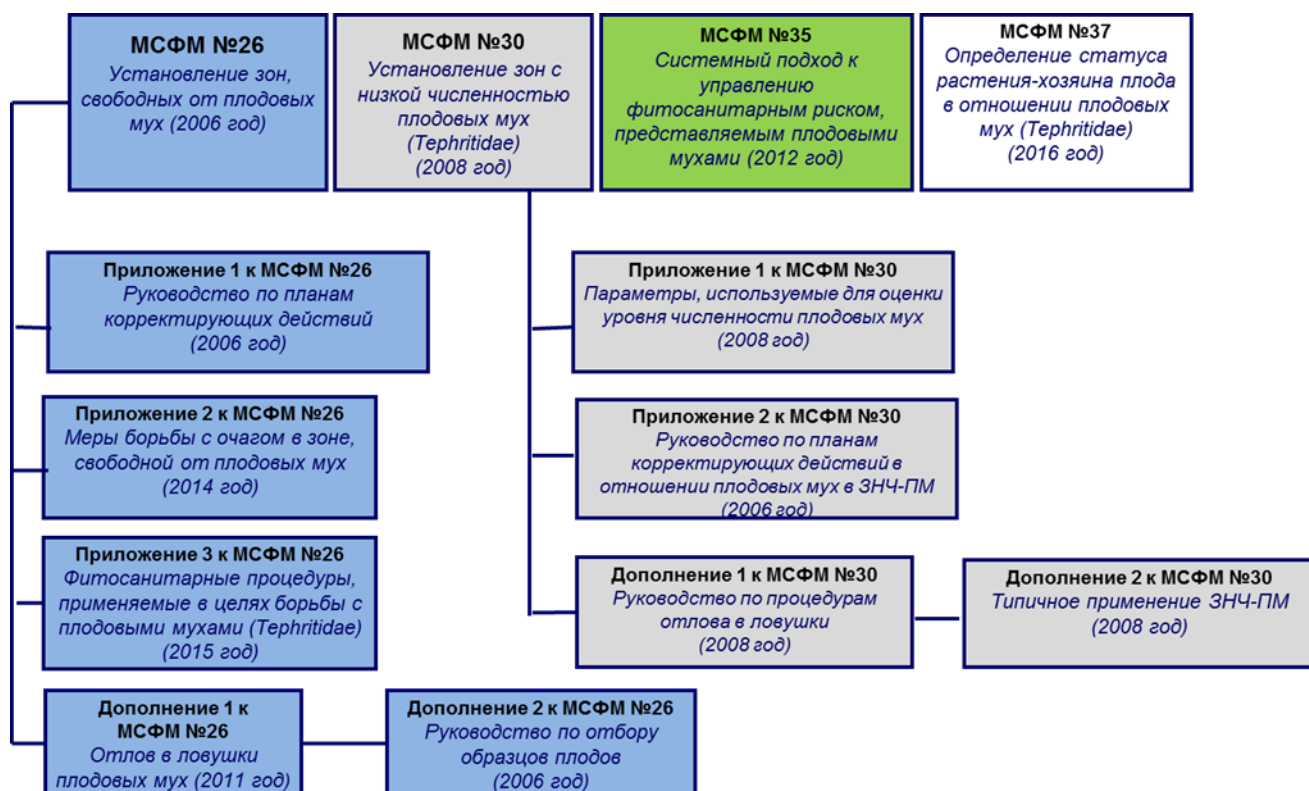 МСФМ №26
Установление зон,
свободных от плодовых
мух (2006 год)
МСФМ №30
Установление зон с
низкой численностью
плодовых мух
(Tephritidae)
(2008 год)
МСФМ №35
Системный подход к
управлению
фитосанитарным риском,
представляемым плодовыми
мухами (2012 год)
МСФМ №37
Определение статуса
растения-хозяина плода
в отношении плодовых
мух (Tephritidae)
(2016 год)
Приложение 1 к МСФМ №26
Руководство по планам
корректирующих действий
(2006 год)
Приложение 1 к МСФМ №30
Параметры, используемые для оценки
уровня численности плодовых мух
(2008 год)
Приложение 2 к МСФМ №26
Меры борьбы с очагом в зоне,
свободной от плодовых мух
(2014 год)
Приложение 2 к МСФМ №30
Руководство по планам
корректирующих действий в
отношении плодовых мух в ЗНЧ-ПМ
(2006 год)
Приложение 3 к МСФМ №26
Фитосанитарные процедуры,
применяемые в целях борьбы с
плодовыми мухами (Tephritidae)
(2015 год)
Дополнение 1 к МСФМ №30
Руководство по процедурам
отлова в ловушки
(2008 год)
Дополнение 2 к МСФМ №30
Типичное применение ЗНЧ-ПМ
(2008 год)
Дополнение 1 к
МСФМ №26
Отлов в ловушки
плодовых мух (2011 год)
Дополнение 2 к МСФМ №26
Руководство по отбору
образцов плодов
(2006 год)